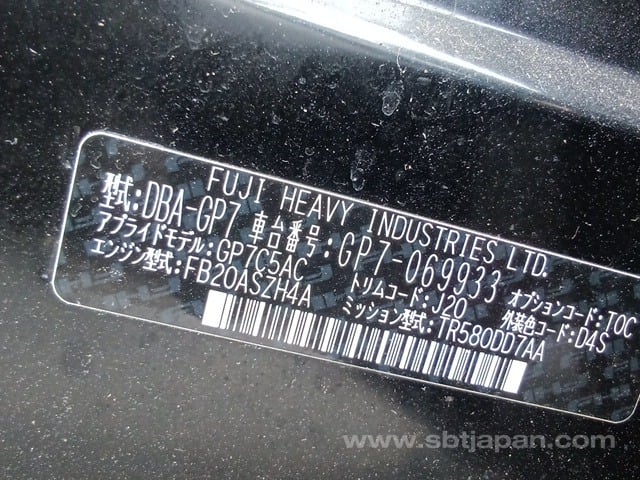 FUJI HEAVY INDUSTRIES LTD.
型式:DBA-GP7 車台番号:GP7-069933 オプションコード:TOC
アプライドモデル:GP7C5AC トリムコード:J20 外装色コード:D4S
エンジン型式:FB20ASZH4A ミッション型式:TR580DD7AA
www.sbtjapan.com